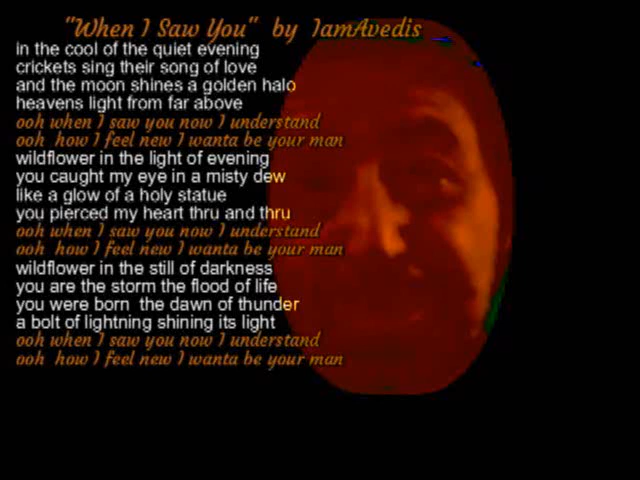 "When I Saw You" by IamAvedis
in the cool of the quiet evening
crickets sing their song of love
and the moon shines a golden halo
heavens light from far above
ooh when I saw you now I understand
ooh how I feel new I wanta be your man
wildflower in the light of evening
you caught my eye in a misty dew
like a glow of a holy statue
you pierced my heart thru and thru
ooh when I saw you now I understand
ooh how I feel new I wanta be your man
wildflower in the still of darkness
you are the storm the flood of life
you were born the dawn of thunder
a bolt of lightning shining its light
ooh when I saw you now I understand
ooh how I feel new I wanta be your man